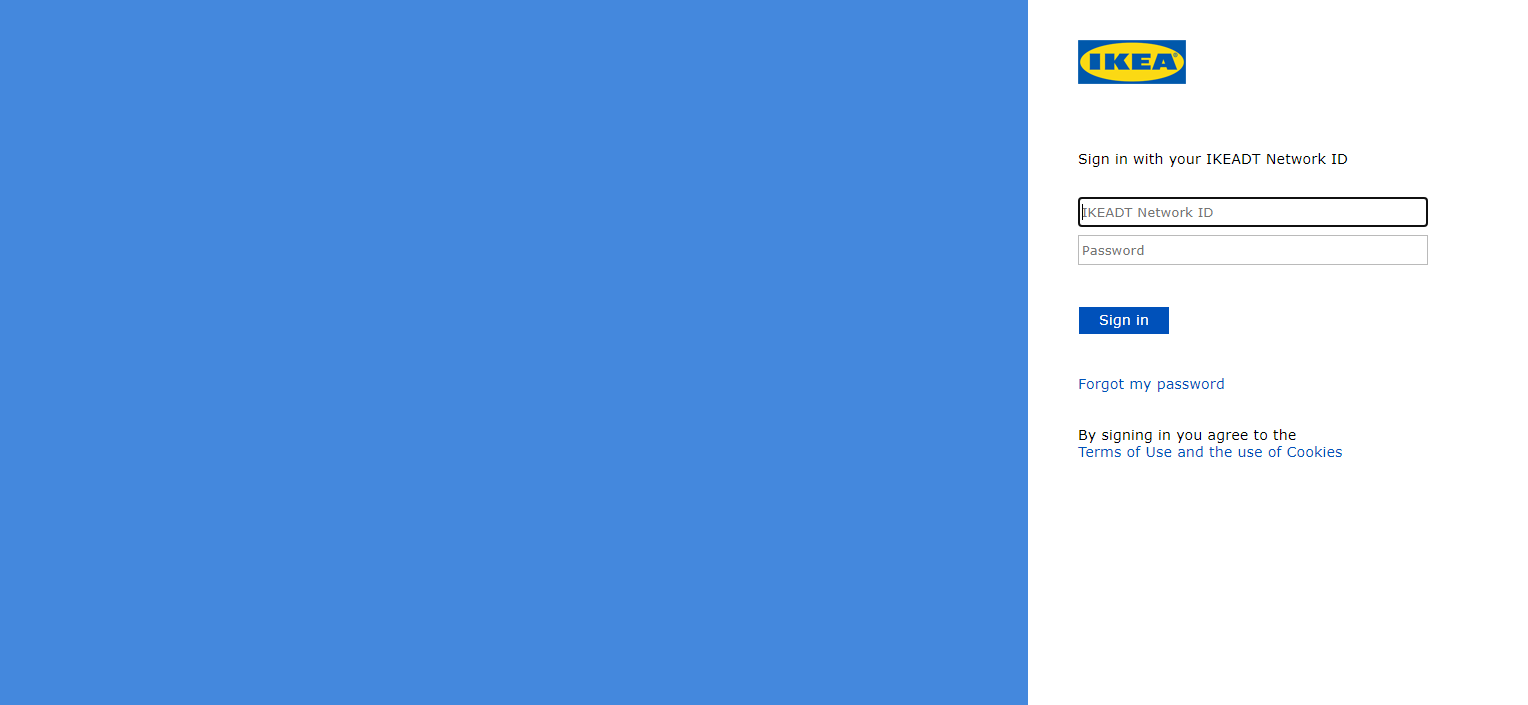 IKEA
Sign in with your IKEADT Network ID
IKEADT Network ID
Password
Sign in
Forgot my password
By signing in you agree to the
Terms of Use and the use of Cookies